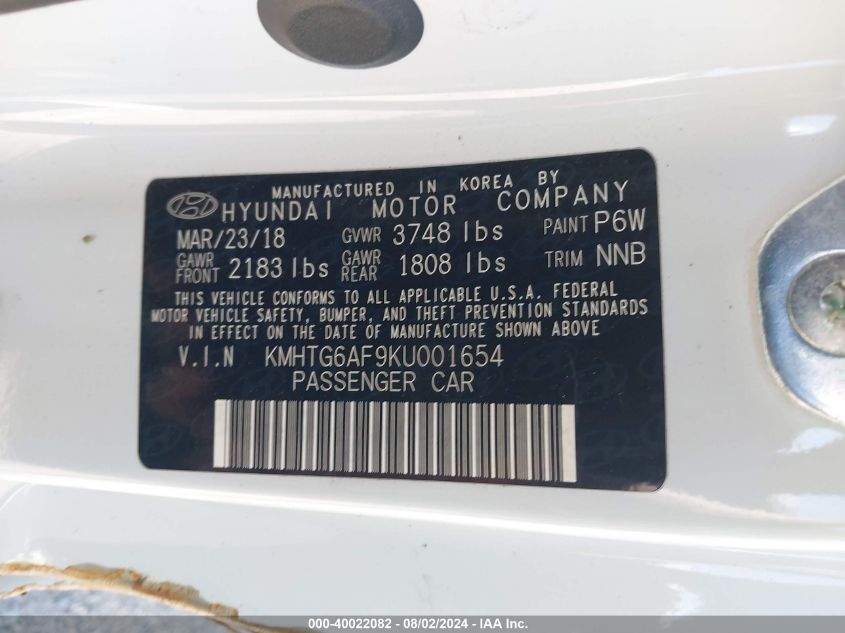 MANUFACTURED IN KOREA BY
HYUNDAI MOTOR COMPANY
MAR/23/18 GVWR 3748 lbs PAINT P6W
GAWR FRONT 2183 lbs GAWR REAR 1808 lbs TRIM NNB
THIS VEHICLE CONFORMS TO ALL APPLICABLE U.S.A. FEDERAL
MOTOR VEHICLE SAFETY, BUMPER, AND THEFT PREVENTION STANDARDS
IN EFFECT ON THE DATE OF MANUFACTURE SHOWN ABOVE
V.I.N KMHTG6AF9KU001654
PASSENGER CAR
000-40022082 - 08/02/2024 - IAA Inc.